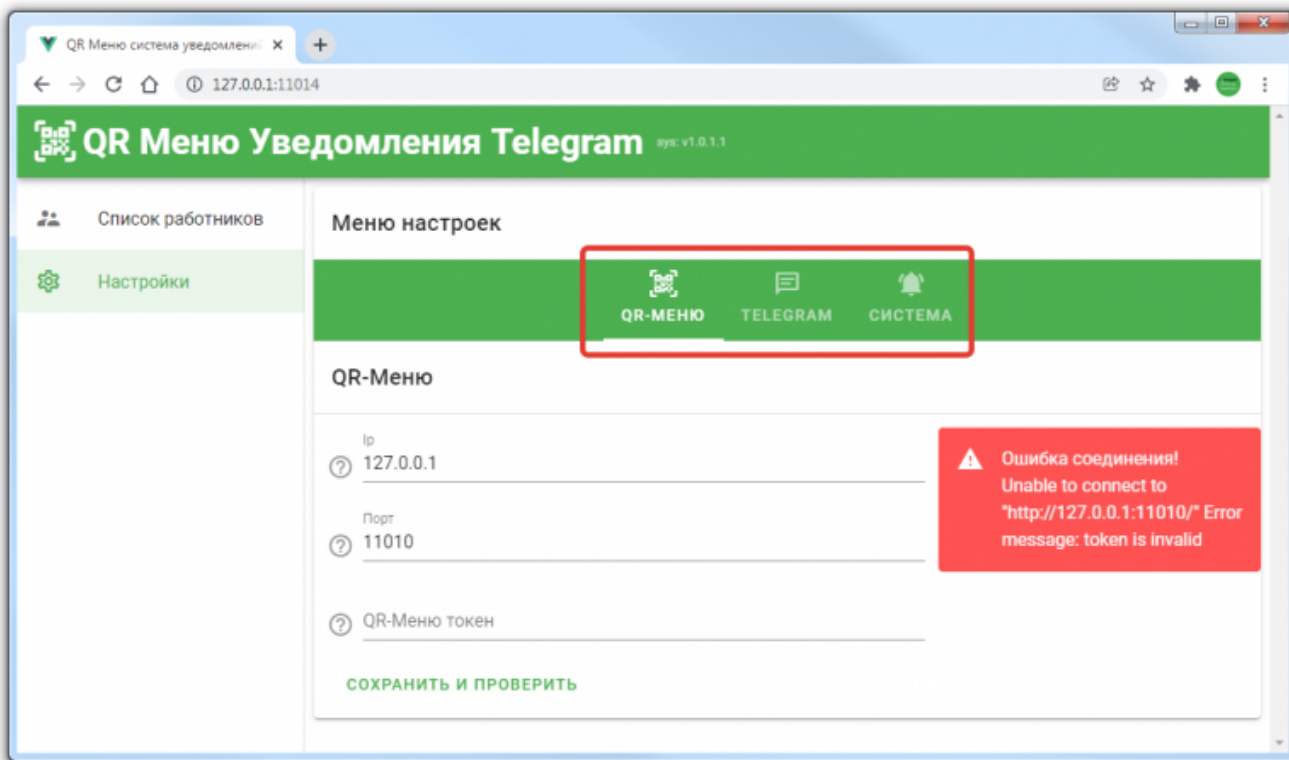 QR Меню система уведомлений
127.0.0.1:11014
QR Меню Уведомления Telegram sys: v1.0.1.1
Список работников
Настройки
Меню настроек
QR-МЕНЮ TELEGRAM СИСТЕМА
QR-Меню
Ip
127.0.0.1
Порт
11010
QR-Меню токен
СОХРАНИТЬ И ПРОВЕРИТЬ
Ошибка соединения!
Unable to connect to
"http://127.0.0.1:11010/" Error
message: token is invalid